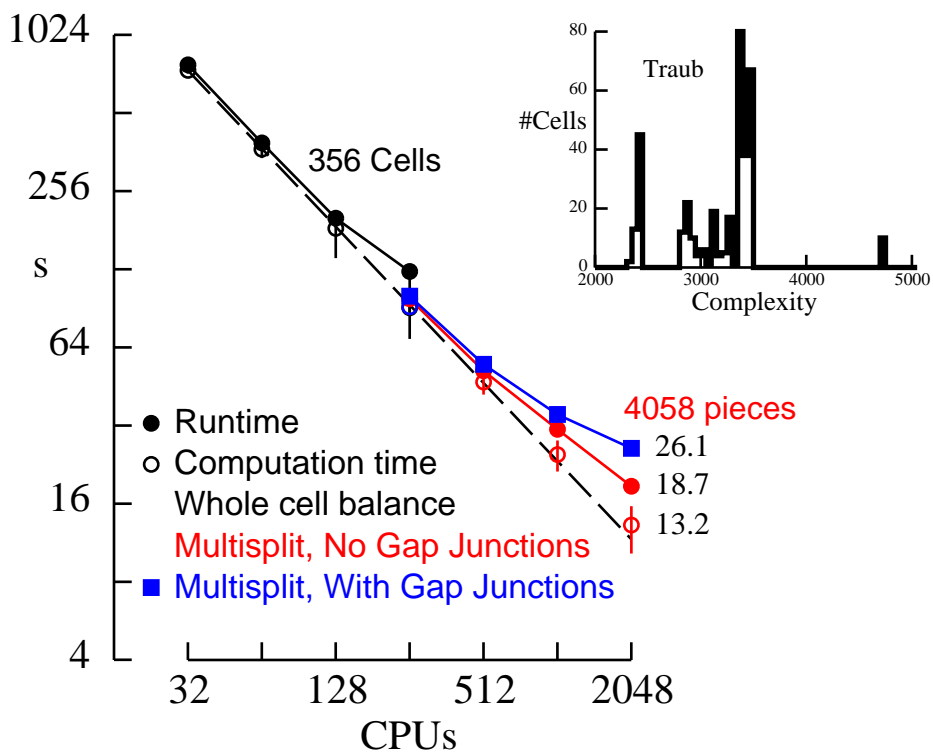 1024
256
s
64
16
4
32
128
512
2048
CPUs
356 Cells
4058 pieces
26.1
18.7
13.2
Runtime
Computation time
Whole cell balance
Multisplit, No Gap Junctions
Multisplit, With Gap Junctions
80
60
40
20
0
#Cells
Traub
2000
3000
4000
5000
Complexity